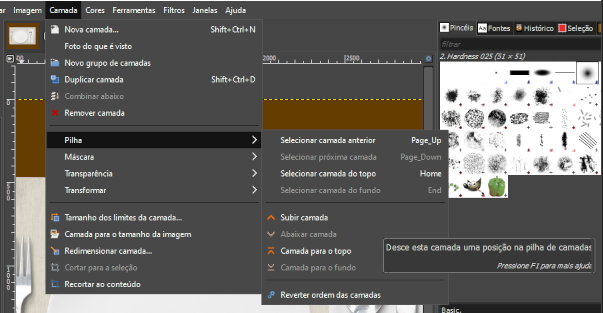 Imagem Camada Cores Ferramentas Filtros Janelas Ajuda
Nova camada... Shift+Ctrl+N
Foto do que é visto
Novo grupo de camadas
Duplicar camada Shift+Ctrl+D
Combinar abaixo
Remover camada
Pilha
Máscara
Transparência
Transformar
Tamanho dos limites da camada...
Camada para o tamanho da imagem
Redimensionar camada...
Cortar para a seleção
Recortar ao conteúdo
Selecionar camada anterior Page_Up
Selecionar próxima camada Page_Down
Selecionar camada do topo Home
Selecionar camada do fundo End
Subir camada
Abaixar camada
Camada para o topo
Camada para o fundo
Reverter ordem das camadas
2000
2500
0
500
1000
Pincéis Fontes Histórico Seleção
filtrar
2. Hardness 025 (51 × 51)
Desce esta camada uma posição na pilha de camadas
Pressione F1 para mais ajuda
Basic,